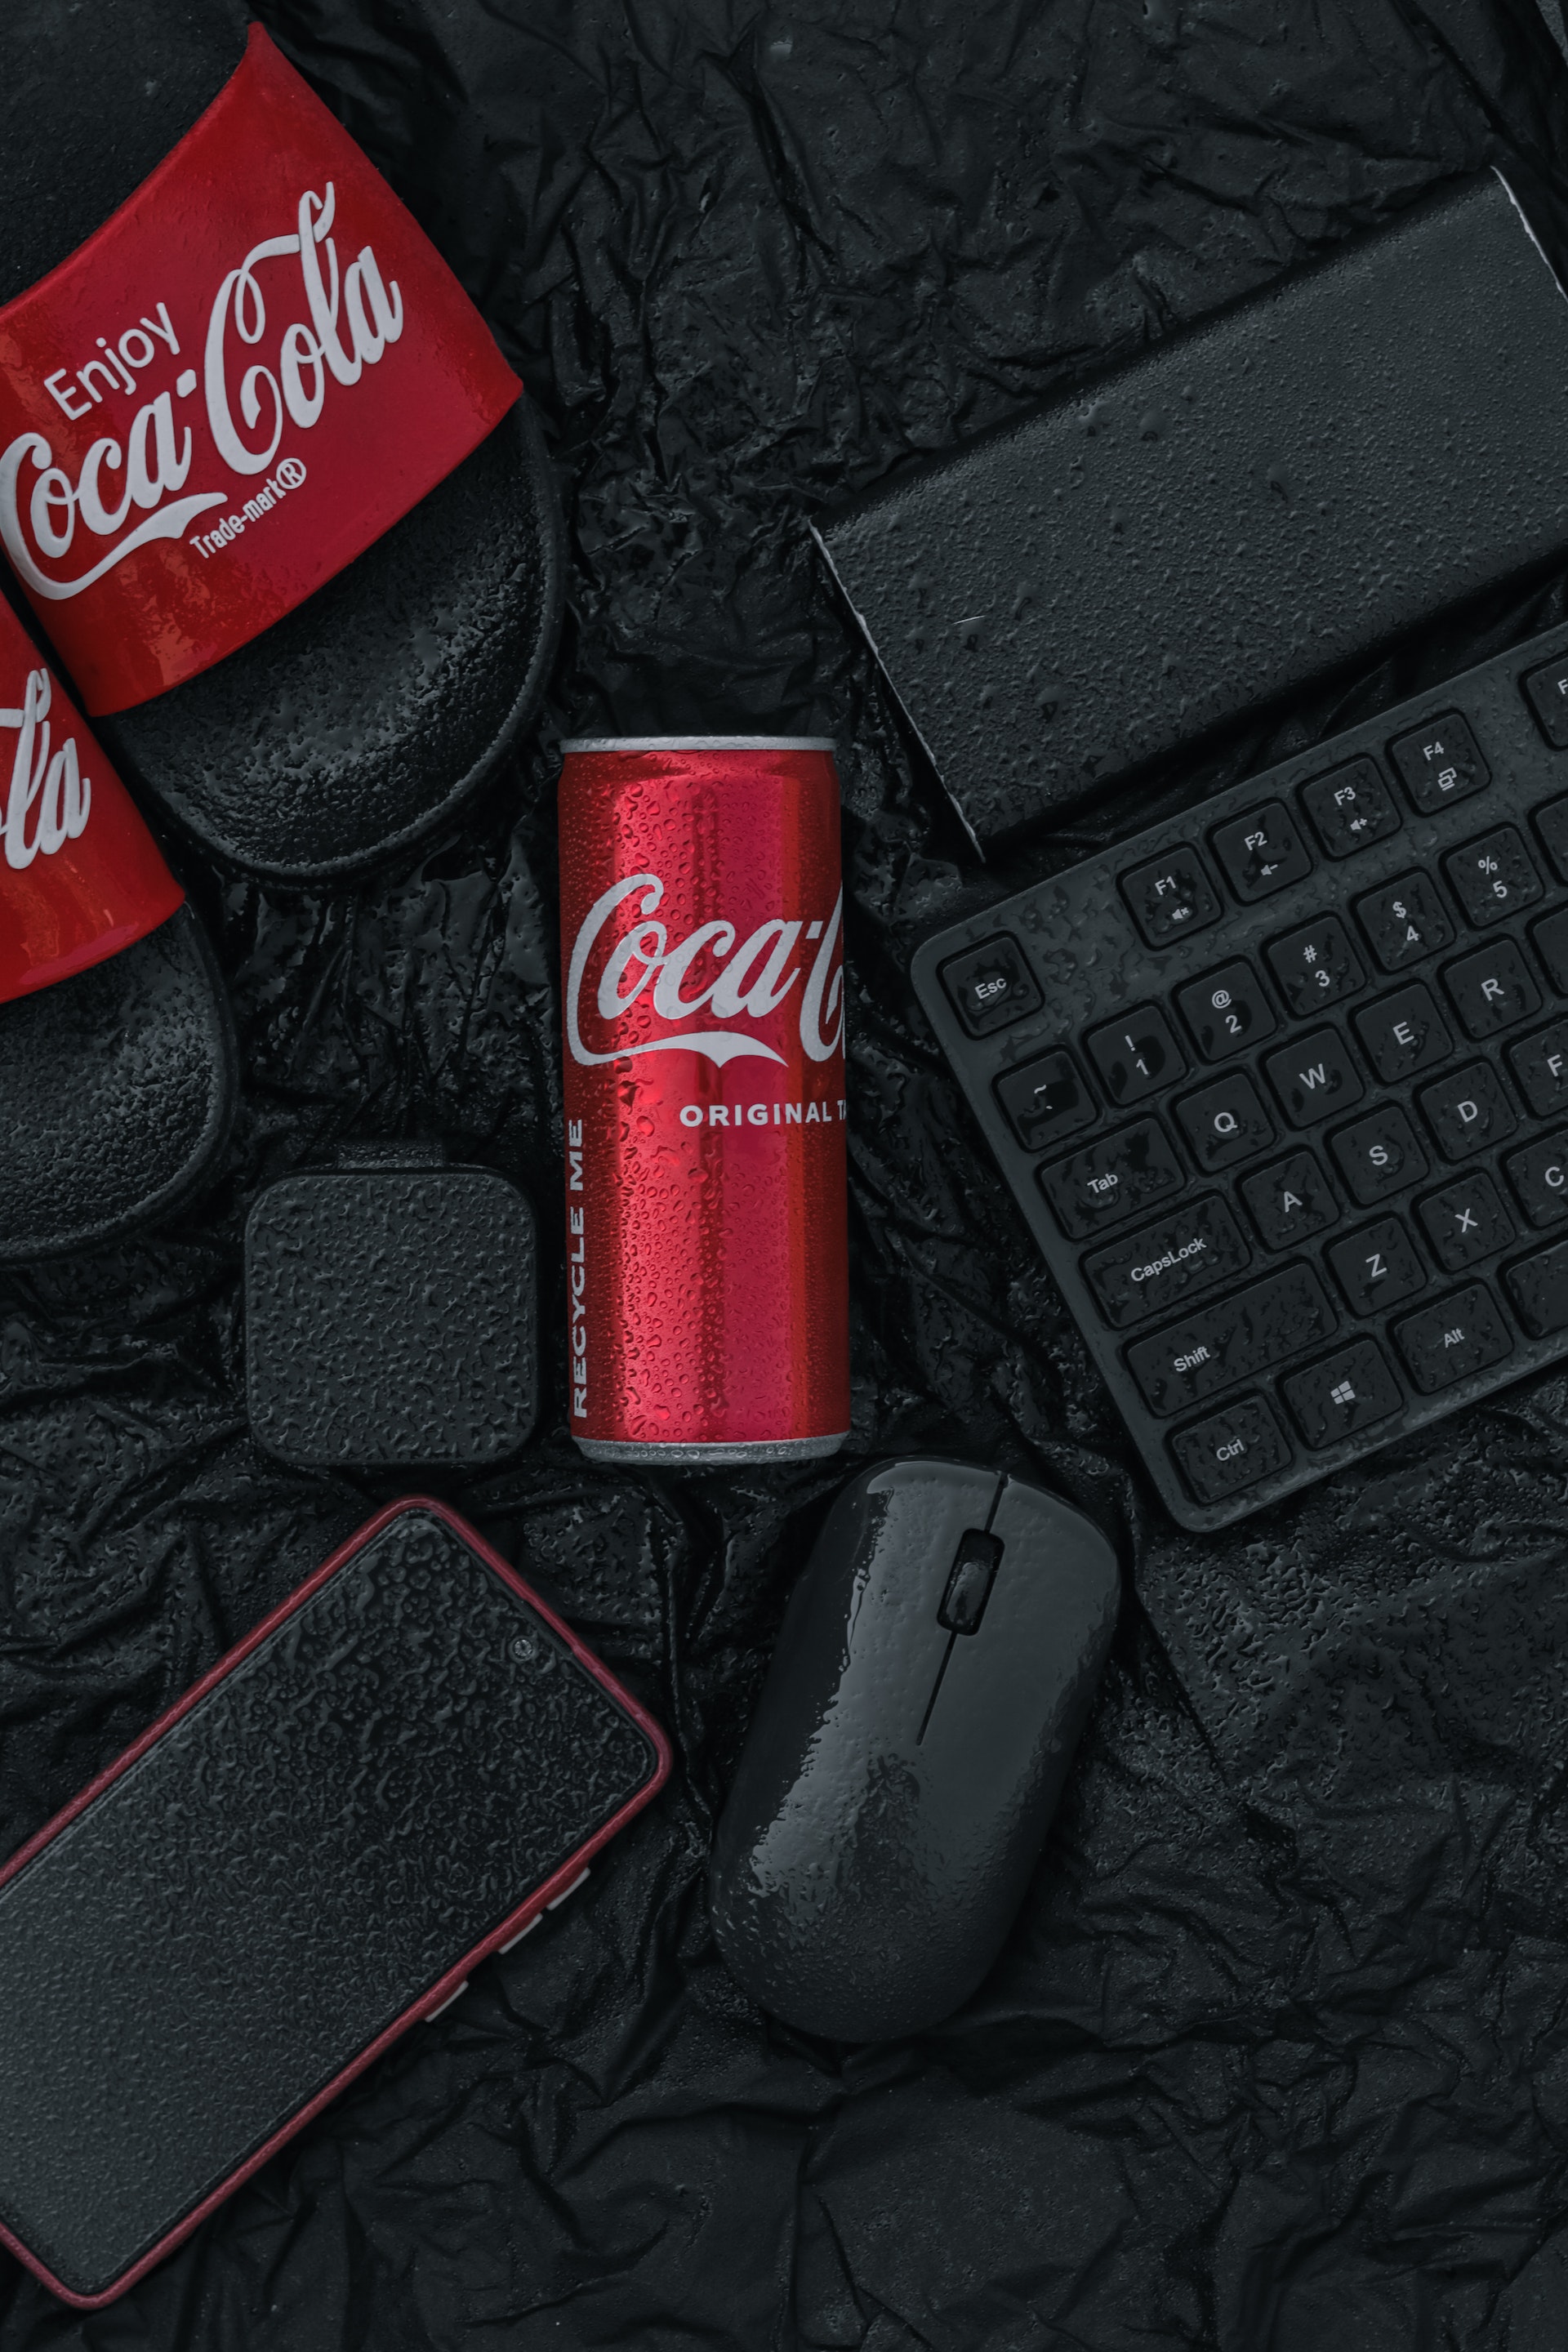 Enjoy
Coca-Cola
Trade-mark®
ola
Coca-C
ORIGINAL TA
RECYCLE ME
F1
F2
F3
F4
F
Esc
~
! 1
@ 2
# 3
$ 4
% 5
Tab
Q
W
E
R
CapsLock
A
S
D
F
Shift
Z
X
C
Ctrl
Alt